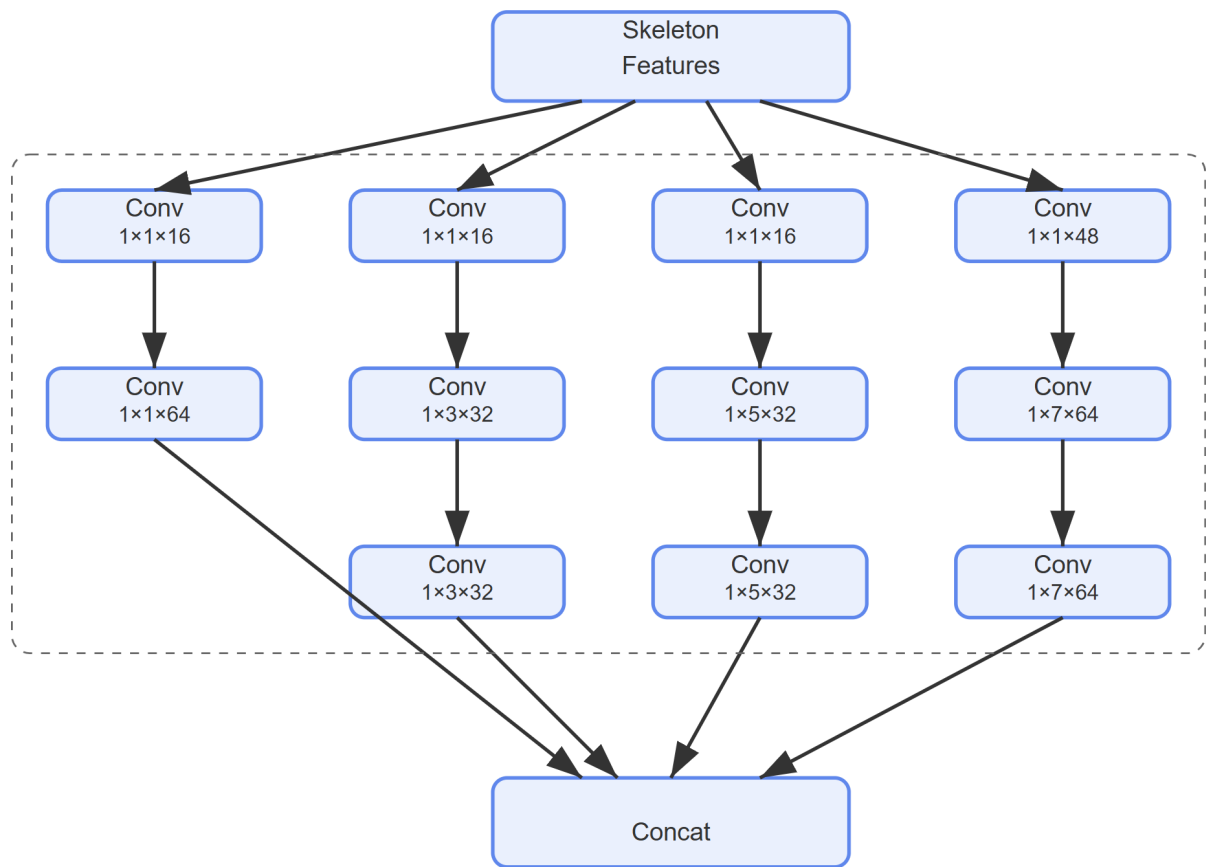 Skeleton
Features
Conv
1×1×16
Conv
1×1×16
Conv
1×1×16
Conv
1×1×48
Conv
1×1×64
Conv
1×3×32
Conv
1×5×32
Conv
1×7×64
Conv
1×3×32
Conv
1×5×32
Conv
1×7×64
Concat